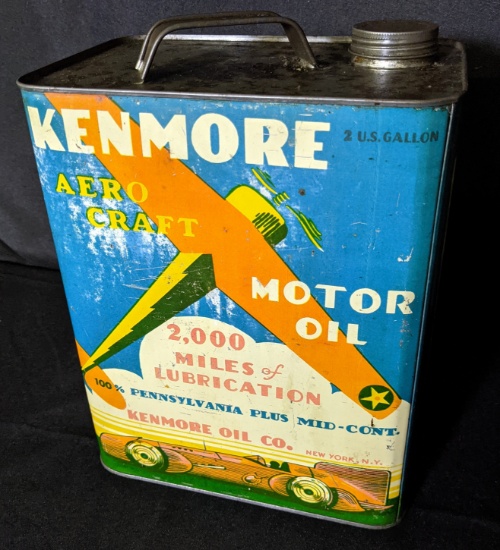 KENMORE
2 U.S. GALLON
AERO
CRAFT
MOTOR
OIL
2,000
MILES of
LUBRICATION
100% PENNSYLVANIA PLUS MID-CONT.
KENMORE OIL CO.
NEW YORK, N.Y.